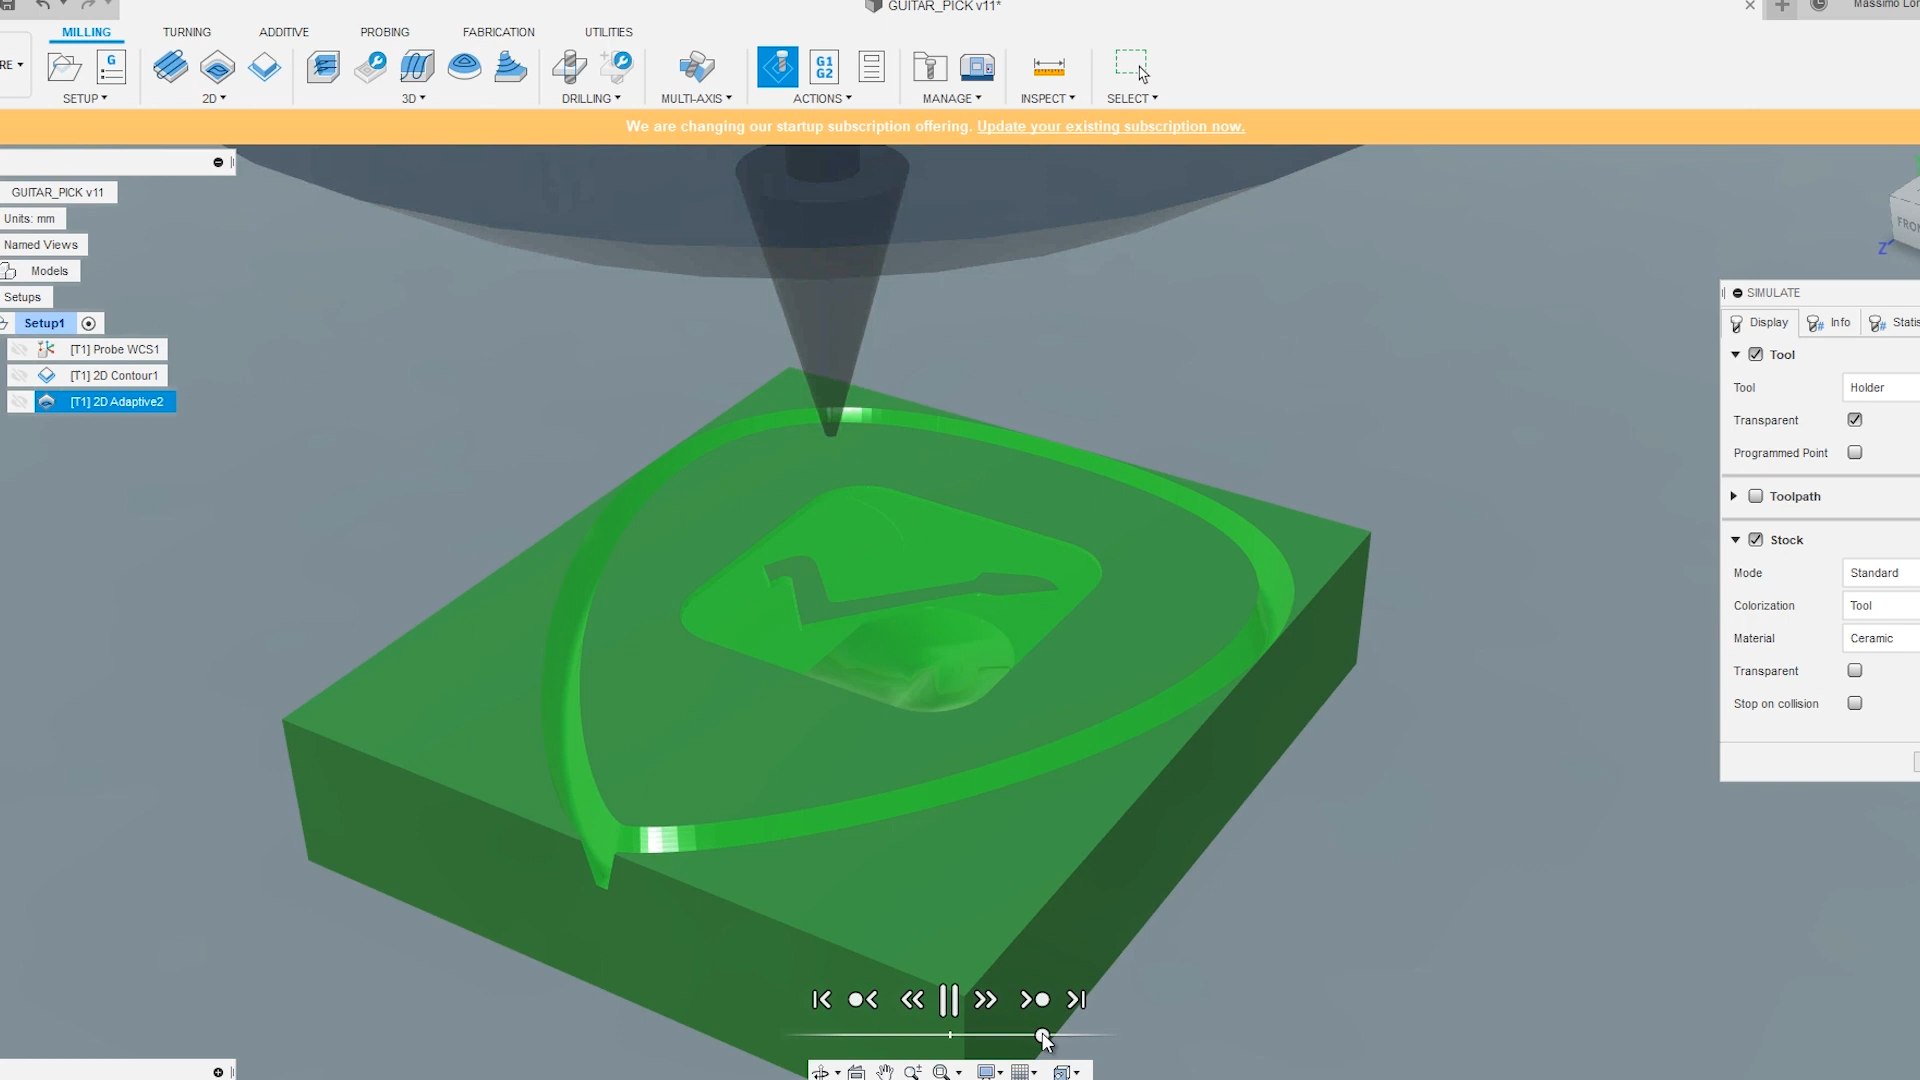 GUITAR_PICK v11*
MILLING TURNING ADDITIVE PROBING FABRICATION UTILITIES
G
G1
G2
SETUP 2D 3D DRILLING MULTI-AXIS ACTIONS MANAGE INSPECT SELECT
We are changing our startup subscription offering. Update your existing subscription now.
GUITAR_PICK v11
Units: mm
Named Views
Models
Setups
Setup1
[T1] Probe WCS1
[T1] 2D Contour1
[T1] 2D Adaptive2
Z
SIMULATE
Display Info
Tool
Tool Holder
Transparent
Programmed Point
Toolpath
Stock
Mode Standard
Colorization Tool
Material Ceramic
Transparent
Stop on collision